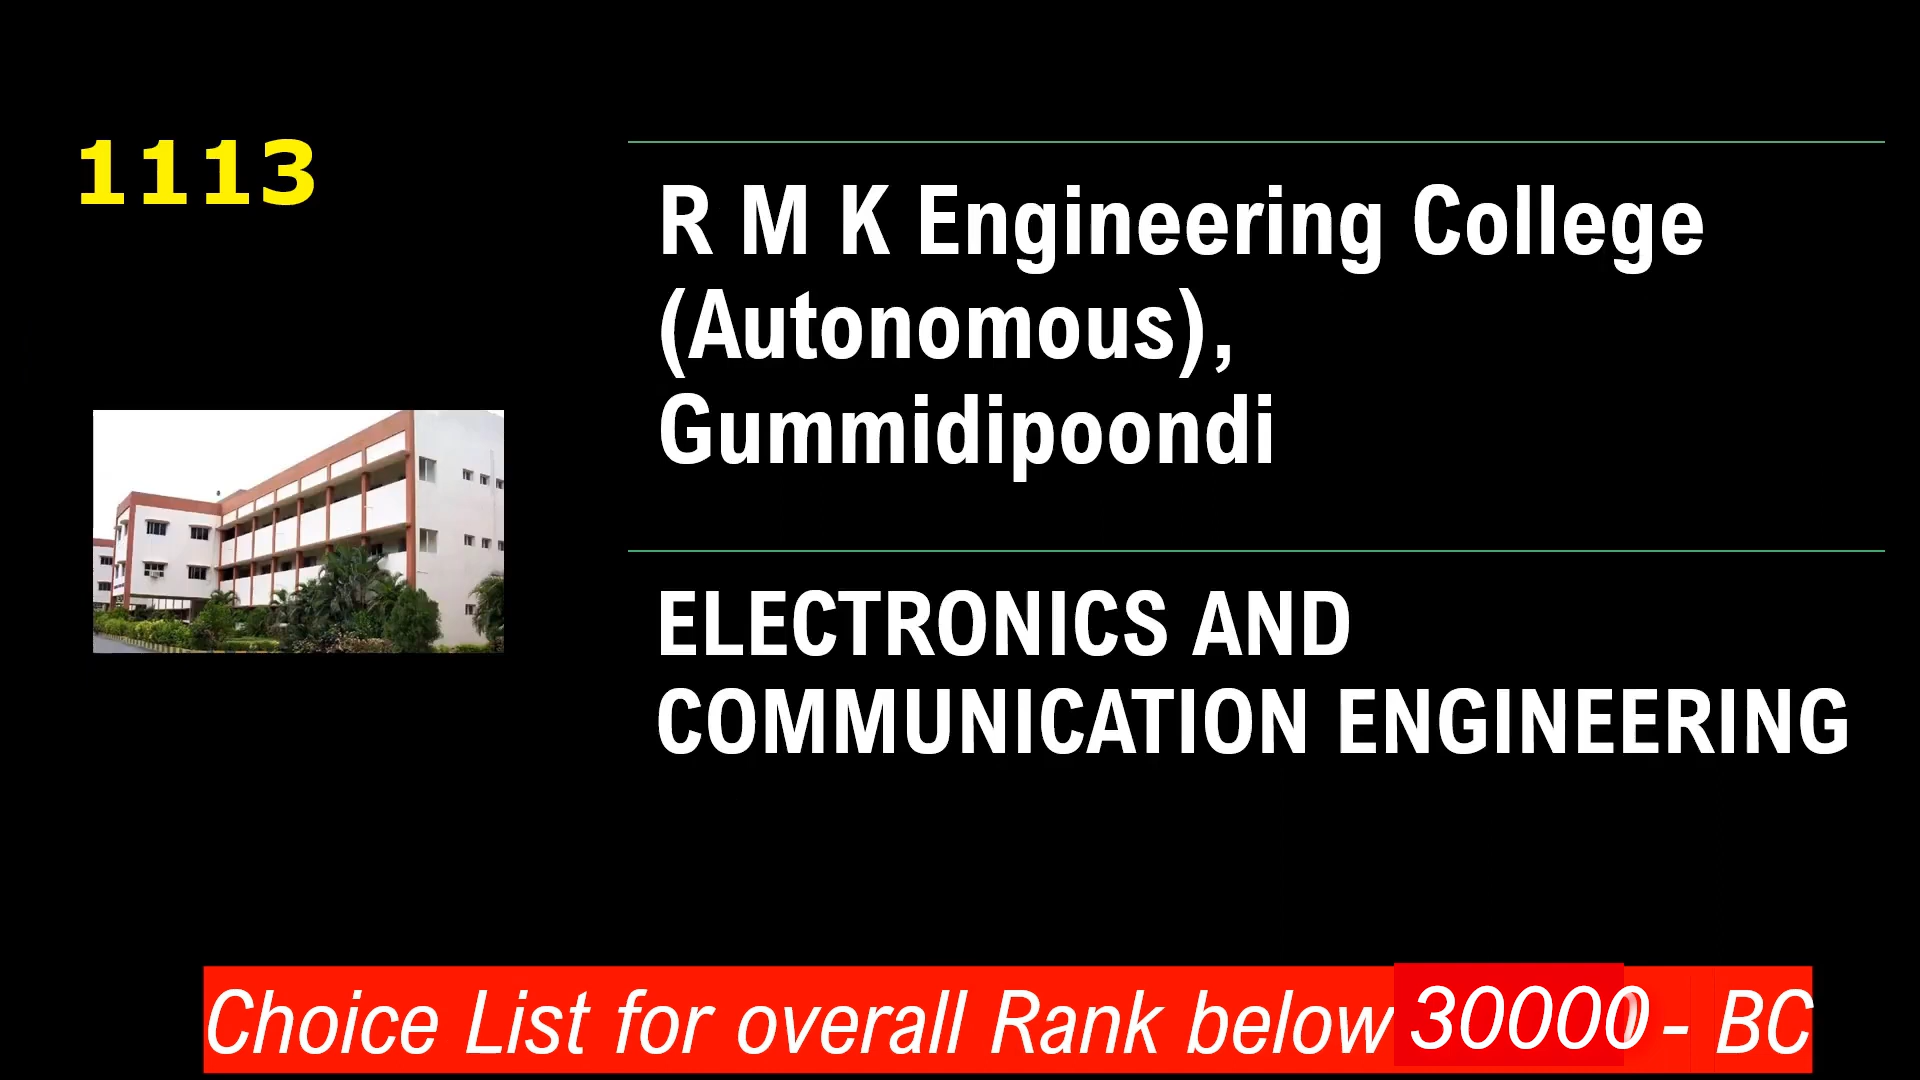 1113
R M K Engineering College
(Autonomous),
Gummidipoondi
ELECTRONICS AND
COMMUNICATION ENGINEERING
Choice List for overall Rank below 30000 - BC